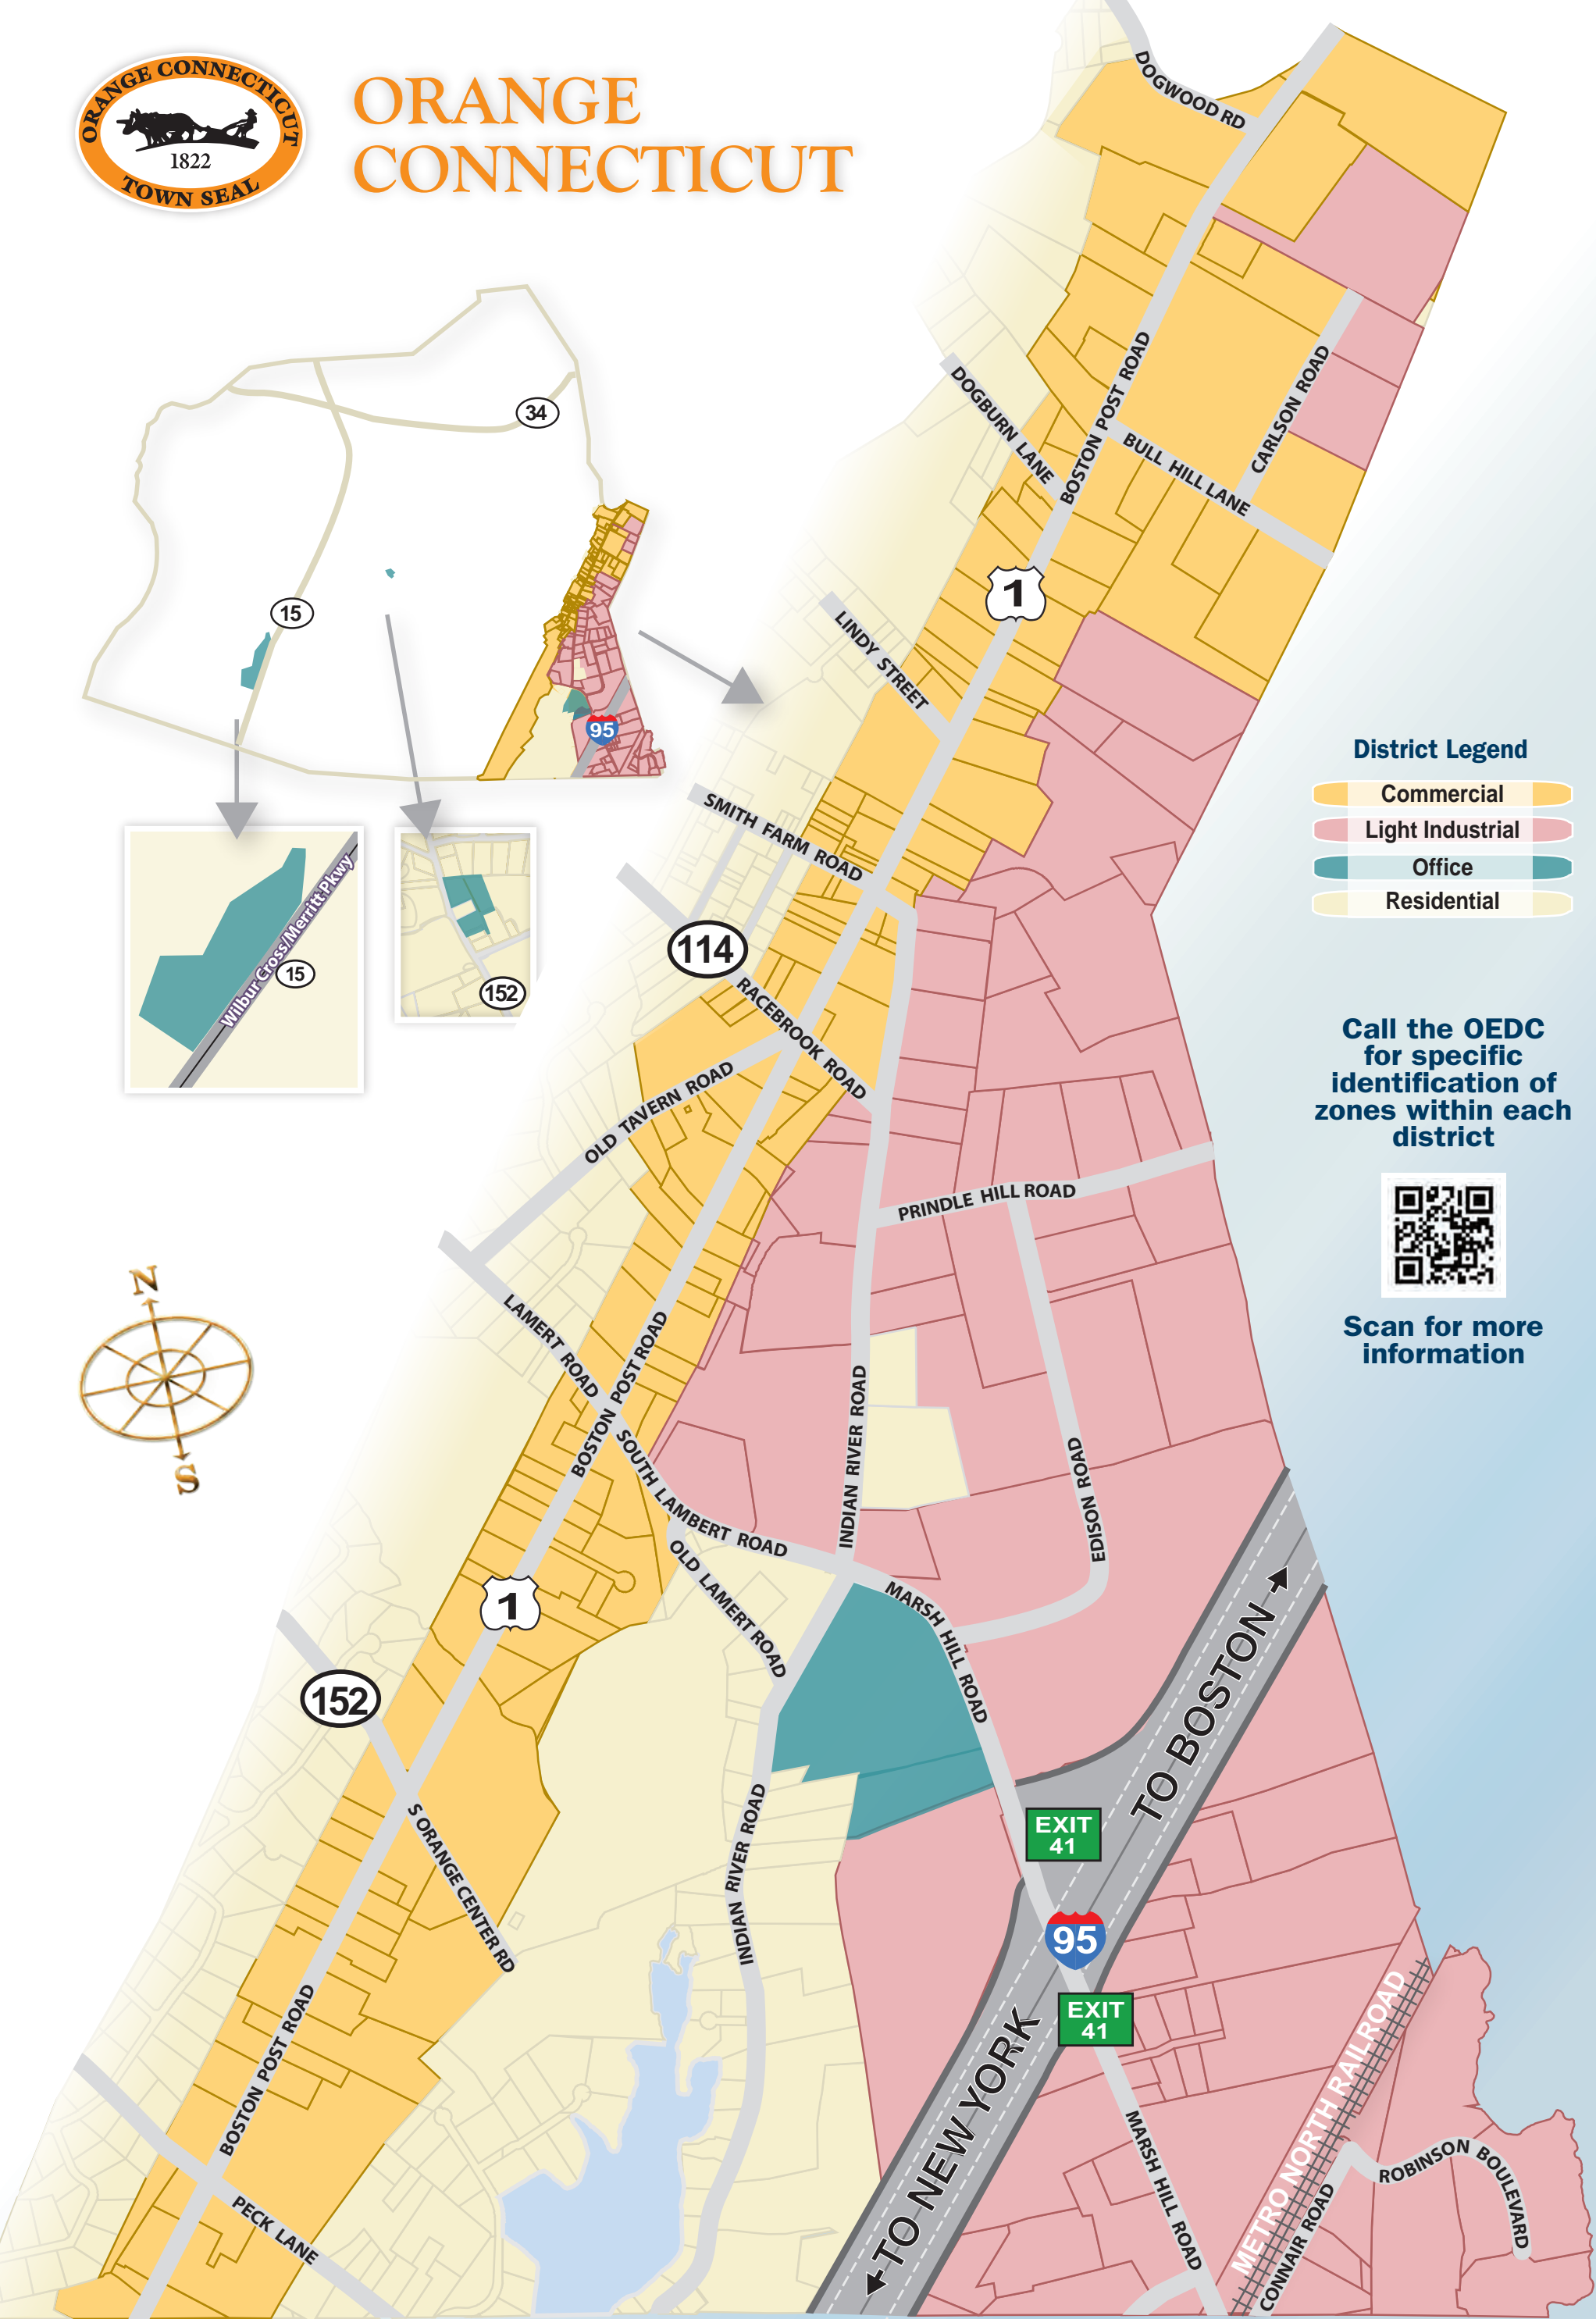 ORANGE CONNECTICUT
1822
TOWN SEAL
ORANGE
CONNECTICUT
34
15
95
Wilbur Cross/Merritt Pkwy
15
152
N
S
DOGWOOD RD
BOSTON POST ROAD
CARLSON ROAD
DOGBURN LANE
BULL HILL LANE
1
LINDY STREET
SMITH FARM ROAD
114
RACEBROOK ROAD
OLD TAVERN ROAD
PRINDLE HILL ROAD
LAMERT ROAD
BOSTON POST ROAD
SOUTH LAMBERT ROAD
INDIAN RIVER ROAD
EDISON ROAD
OLD LAMERT ROAD
MARSH HILL ROAD
1
152
S ORANGE CENTER RD
INDIAN RIVER ROAD
TO BOSTON
EXIT
41
95
EXIT
41
TO NEW YORK
BOSTON POST ROAD
PECK LANE
MARSH HILL ROAD
METRO NORTH RAILROAD
CONNAIR ROAD
ROBINSON BOULEVARD
District Legend
Commercial
Light Industrial
Office
Residential
Call the OEDC
for specific
identification of
zones within each
district
Scan for more
information